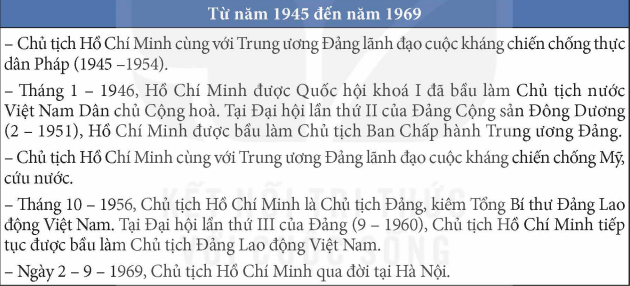 Từ năm 1945 đến năm 1969
– Chủ tịch Hồ Chí Minh cùng với Trung ương Đảng lãnh đạo cuộc kháng chiến chống thực
dân Pháp (1945 –1954).
– Tháng 1 – 1946, Hồ Chí Minh được Quốc hội khoá I đã bầu làm Chủ tịch nước
Việt Nam Dân chủ Cộng hoà. Tại Đại hội lần thứ II của Đảng Cộng sản Đông Dương
(2 – 1951), Hồ Chí Minh được bầu làm Chủ tịch Ban Chấp hành Trung ương Đảng.
– Chủ tịch Hồ Chí Minh cùng với Trung ương Đảng lãnh đạo cuộc kháng chiến chống Mỹ,
cứu nước.
– Tháng 10 – 1956, Chủ tịch Hồ Chí Minh là Chủ tịch Đảng, kiêm Tổng Bí thư Đảng Lao
động Việt Nam. Tại Đại hội lần thứ III của Đảng (9 – 1960), Chủ tịch Hồ Chí Minh tiếp
tục được bầu làm Chủ tịch Đảng Lao động Việt Nam.
– Ngày 2 – 9 – 1969, Chủ tịch Hồ Chí Minh qua đời tại Hà Nội.
KẾT NỐI TRI THỨC
VỚI CUỘC SỐNG